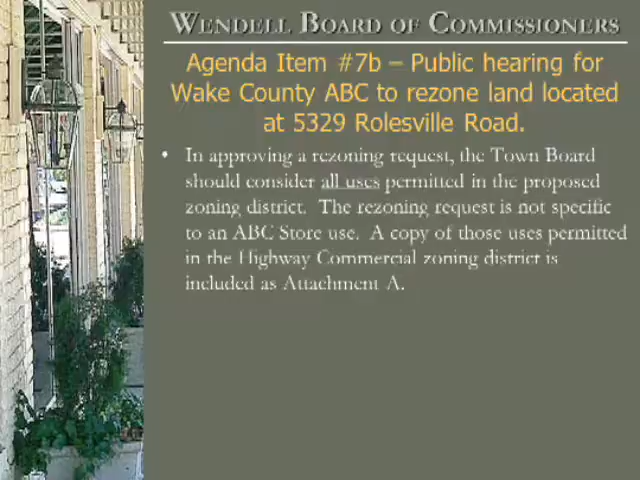 WENDELL BOARD OF COMMISSIONERS
Agenda Item #7b – Public hearing for
Wake County ABC to rezone land located
at 5329 Rolesville Road.
• In approving a rezoning request, the Town Board
should consider all uses permitted in the proposed
zoning district. The rezoning request is not specific
to an ABC Store use. A copy of those uses permitted
in the Highway Commercial zoning district is
included as Attachment A.